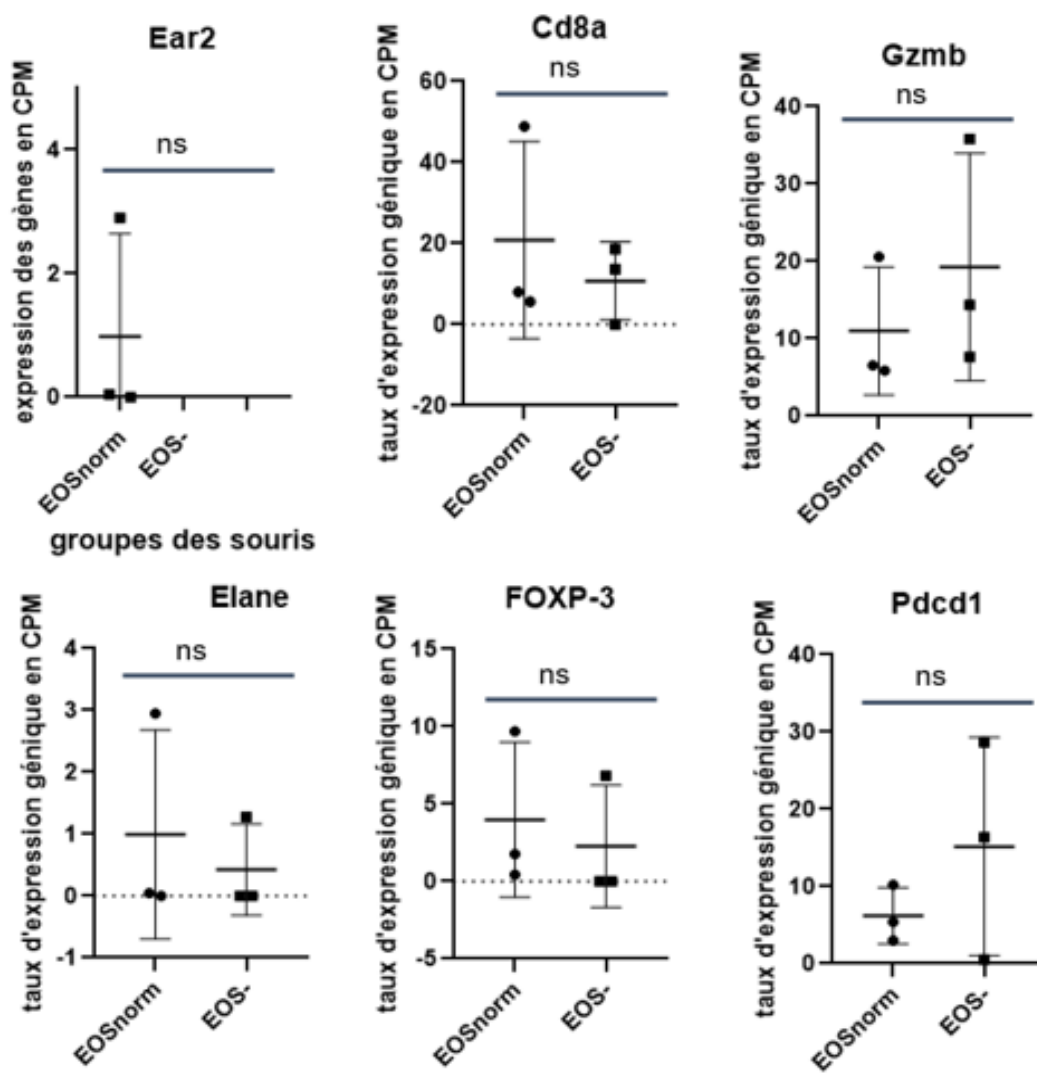 Ear2
expression des gènes en CPM
4
2
0
ns
EOSnorm
EOS-
groupes des souris
Cd8a
taux d'expression génique en CPM
60
40
20
0
-20
ns
EOSnorm
EOS-
Gzmb
taux d'expression génique en CPM
40
30
20
10
0
ns
EOSnorm
EOS-
Elane
taux d'expression génique en CPM
4
3
2
1
0
-1
ns
EOSnorm
EOS-
FOXP-3
taux d'expression génique en CPM
15
10
5
0
-5
ns
EOSnorm
EOS-
Pdcd1
taux d'expression génique en CPM
40
30
20
10
0
ns
EOSnorm
EOS-